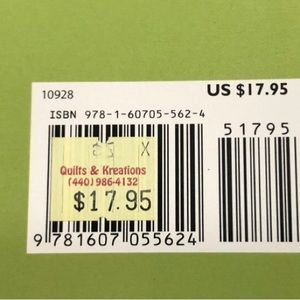 10928
US $17.95
ISBN 978-1-60705-562-4
51795
X
Quilts & Kreations
(440) 986-4132
$17.95
9 781607 055624